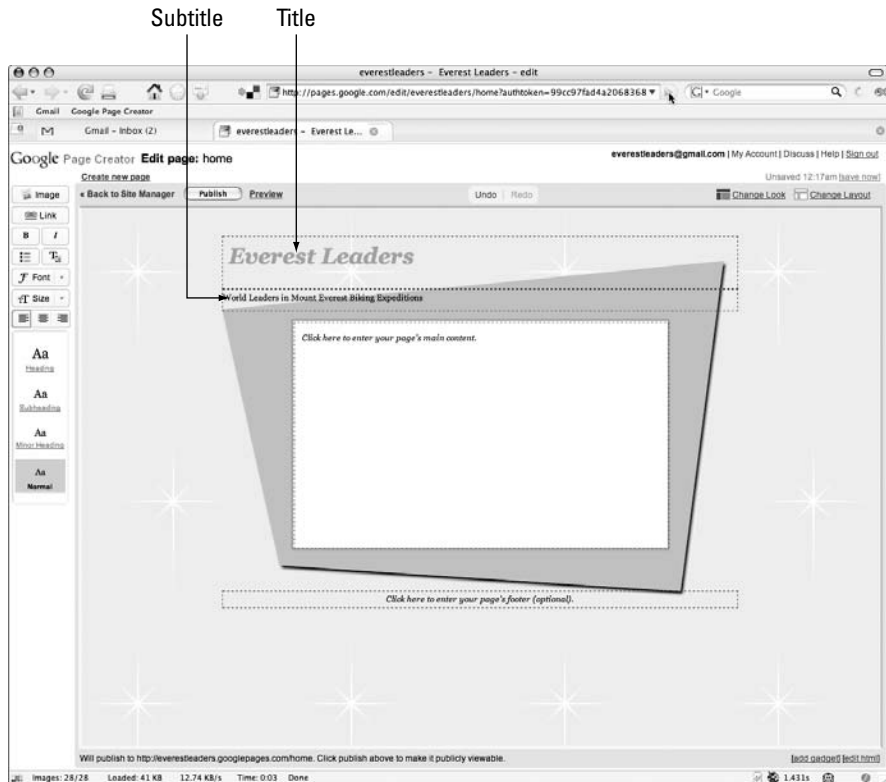 Subtitle Title
everestleaders – Everest Leaders – edit
http://pages.google.com/edit/everestleaders/home?authtoken=99cc97fad4a2068368
G Google
Gmail Google Page Creator
Gmail – Inbox (2) everestleaders – Everest Le...
Google Page Creator Edit page: home
everestleaders@gmail.com | My Account | Discuss | Help | Sign out
Create new page
Unsaved 12:17am [save now]
Image « Back to Site Manager Publish Preview Undo Redo Change Look Change Layout
Link
B I
Everest Leaders
Font
Size
World Leaders in Mount Everest Biking Expeditions
Click here to enter your page's main content.
Aa
Heading
Aa
Subheading
Aa
Minor Heading
Aa
Normal
Click here to enter your page's footer (optional).
Will publish to http://everestleaders.googlepages.com/home. Click publish above to make it publicly viewable.
[add gadget] [edit html]
Images: 28/28 Loaded: 41 KB 12.74 KB/s Time: 0:03 Done 1.431s